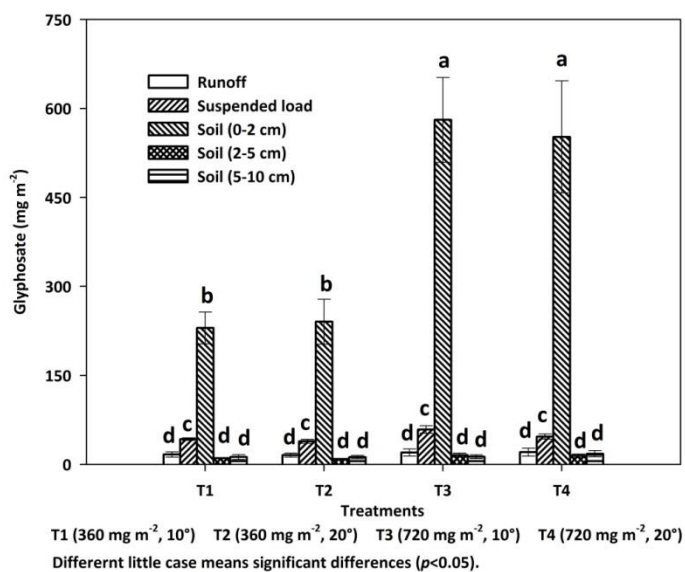 750
600
450
300
150
0
Glyphosate (mg m⁻²)
Runoff
Suspended load
Soil (0-2 cm)
Soil (2-5 cm)
Soil (5-10 cm)
d c b d d
d c b d d
d c a d d
d c a d d
T1 T2 T3 T4
Treatments
T1 (360 mg m⁻², 10°) T2 (360 mg m⁻², 20°) T3 (720 mg m⁻², 10°) T4 (720 mg m⁻², 20°)
Differernt little case means significant differences (p<0.05).